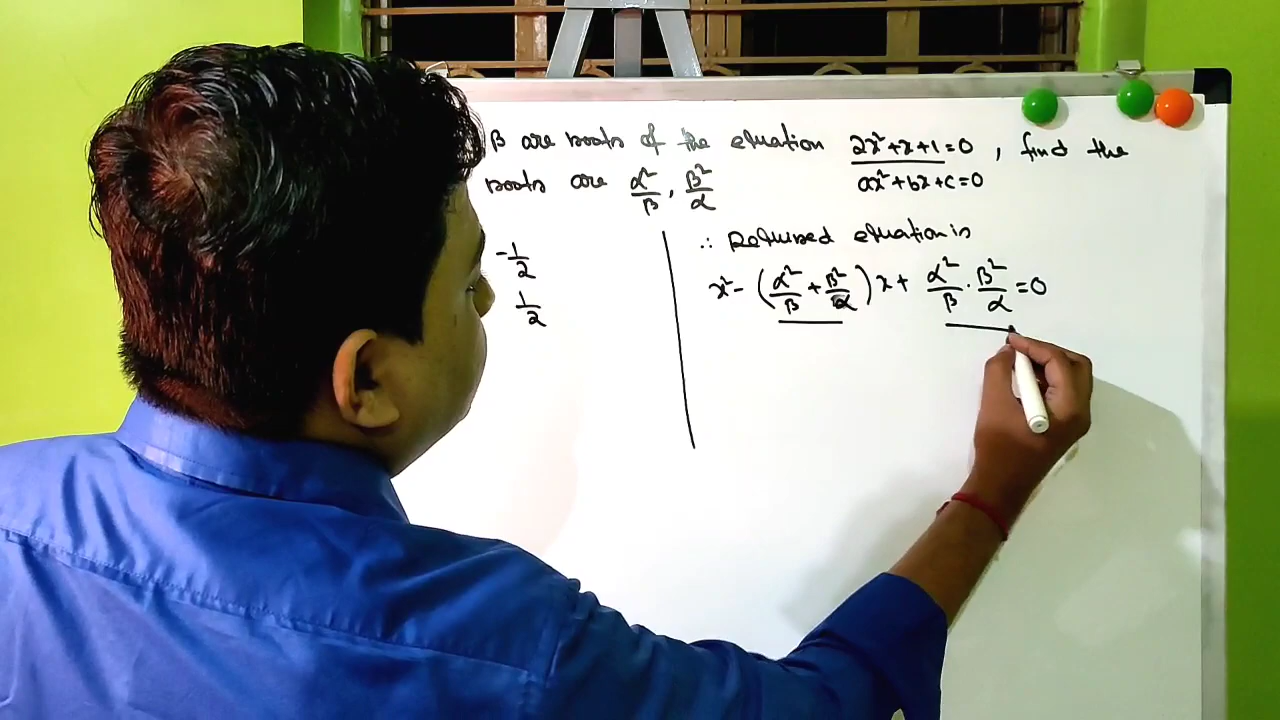 β are roots of the equation 2x²+x+1=0 , find the
ax²+bx+c=0
roots are α²/β , β²/α
-1/2
1/2
∴ Required equation is
x² - (α²/β + β²/α) x + α²/β · β²/α = 0